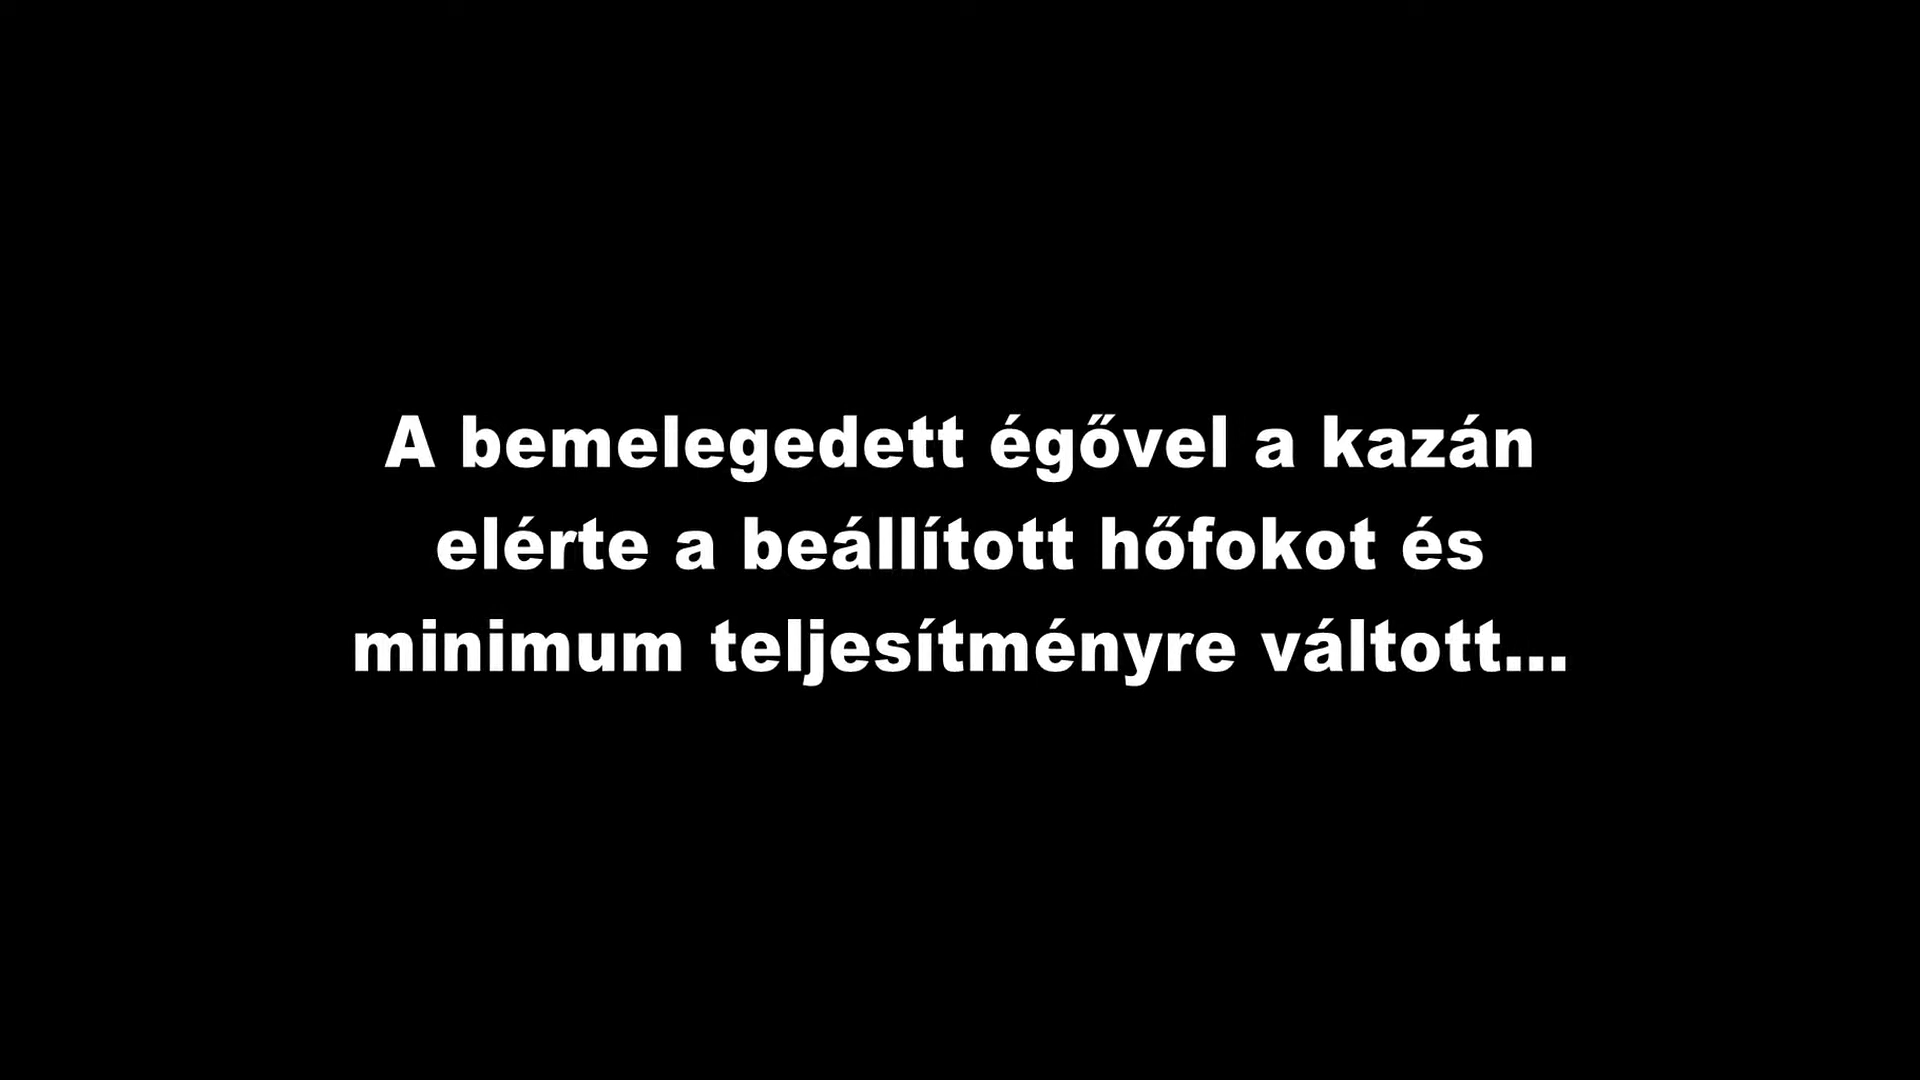 A bemelegedett égővel a kazán
elérte a beállított hőfokot és
minimum teljesítményre váltott...